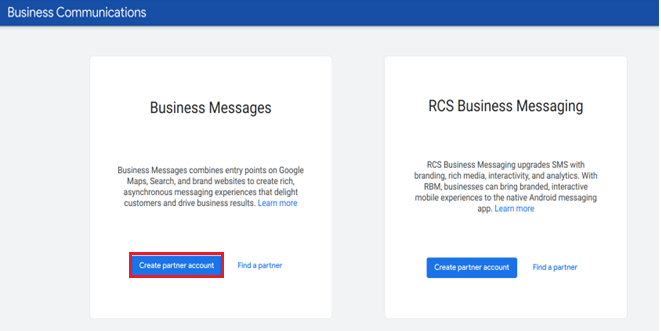 Business Communications
Business Messages
Business Messages combines entry points on Google
Maps, Search, and brand websites to create rich,
asynchronous messaging experiences that delight
customers and drive business results. Learn more
Create partner account
Find a partner
RCS Business Messaging
RCS Business Messaging upgrades SMS with
branding, rich media, interactivity, and analytics. With
RBM, businesses can bring branded, interactive
mobile experiences to the native Android messaging
app. Learn more
Create partner account
Find a partner